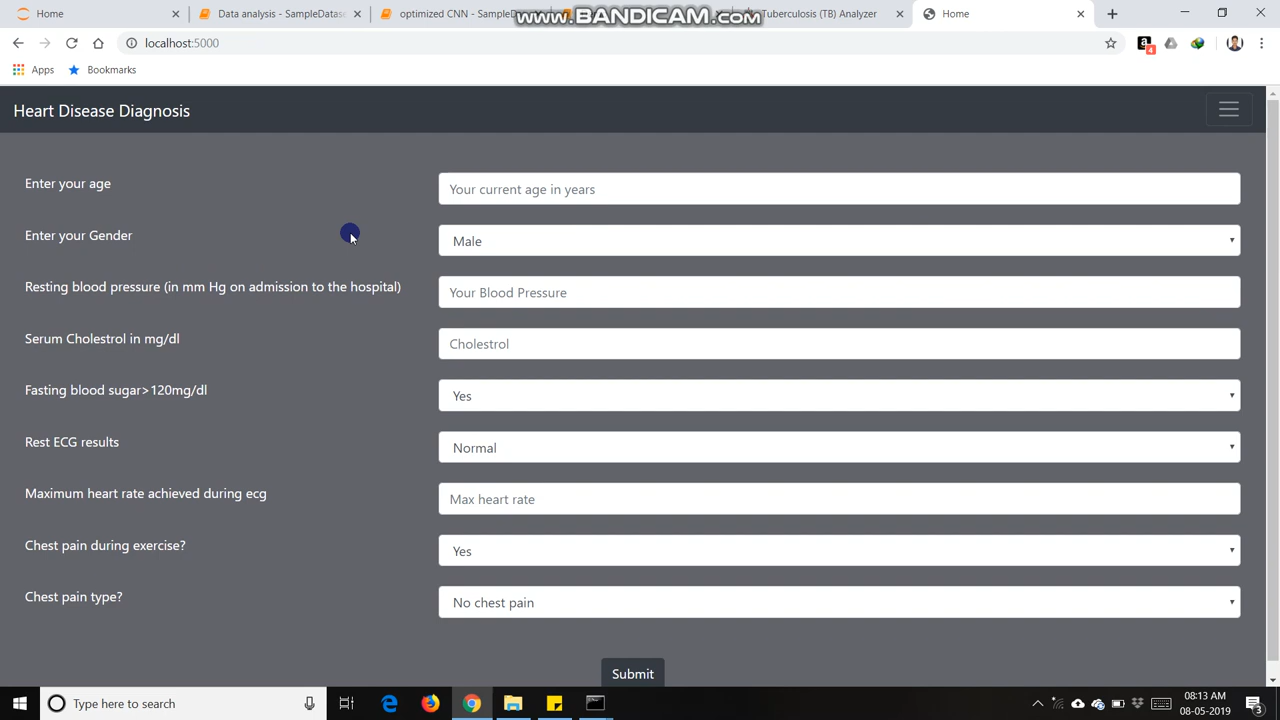 Home
Data analysis - SampleDatase
optimized CNN - SampleD
www.BANDICAM.com
Tuberculosis (TB) Analyzer
Home
localhost:5000
4
Apps
Bookmarks
Heart Disease Diagnosis
Enter your age
Your current age in years
Enter your Gender
Male
Resting blood pressure (in mm Hg on admission to the hospital)
Your Blood Pressure
Serum Cholestrol in mg/dl
Cholestrol
Fasting blood sugar>120mg/dl
Yes
Rest ECG results
Normal
Maximum heart rate achieved during ecg
Max heart rate
Chest pain during exercise?
Yes
Chest pain type?
No chest pain
Submit
Type here to search
08:13 AM
08-05-2019
3